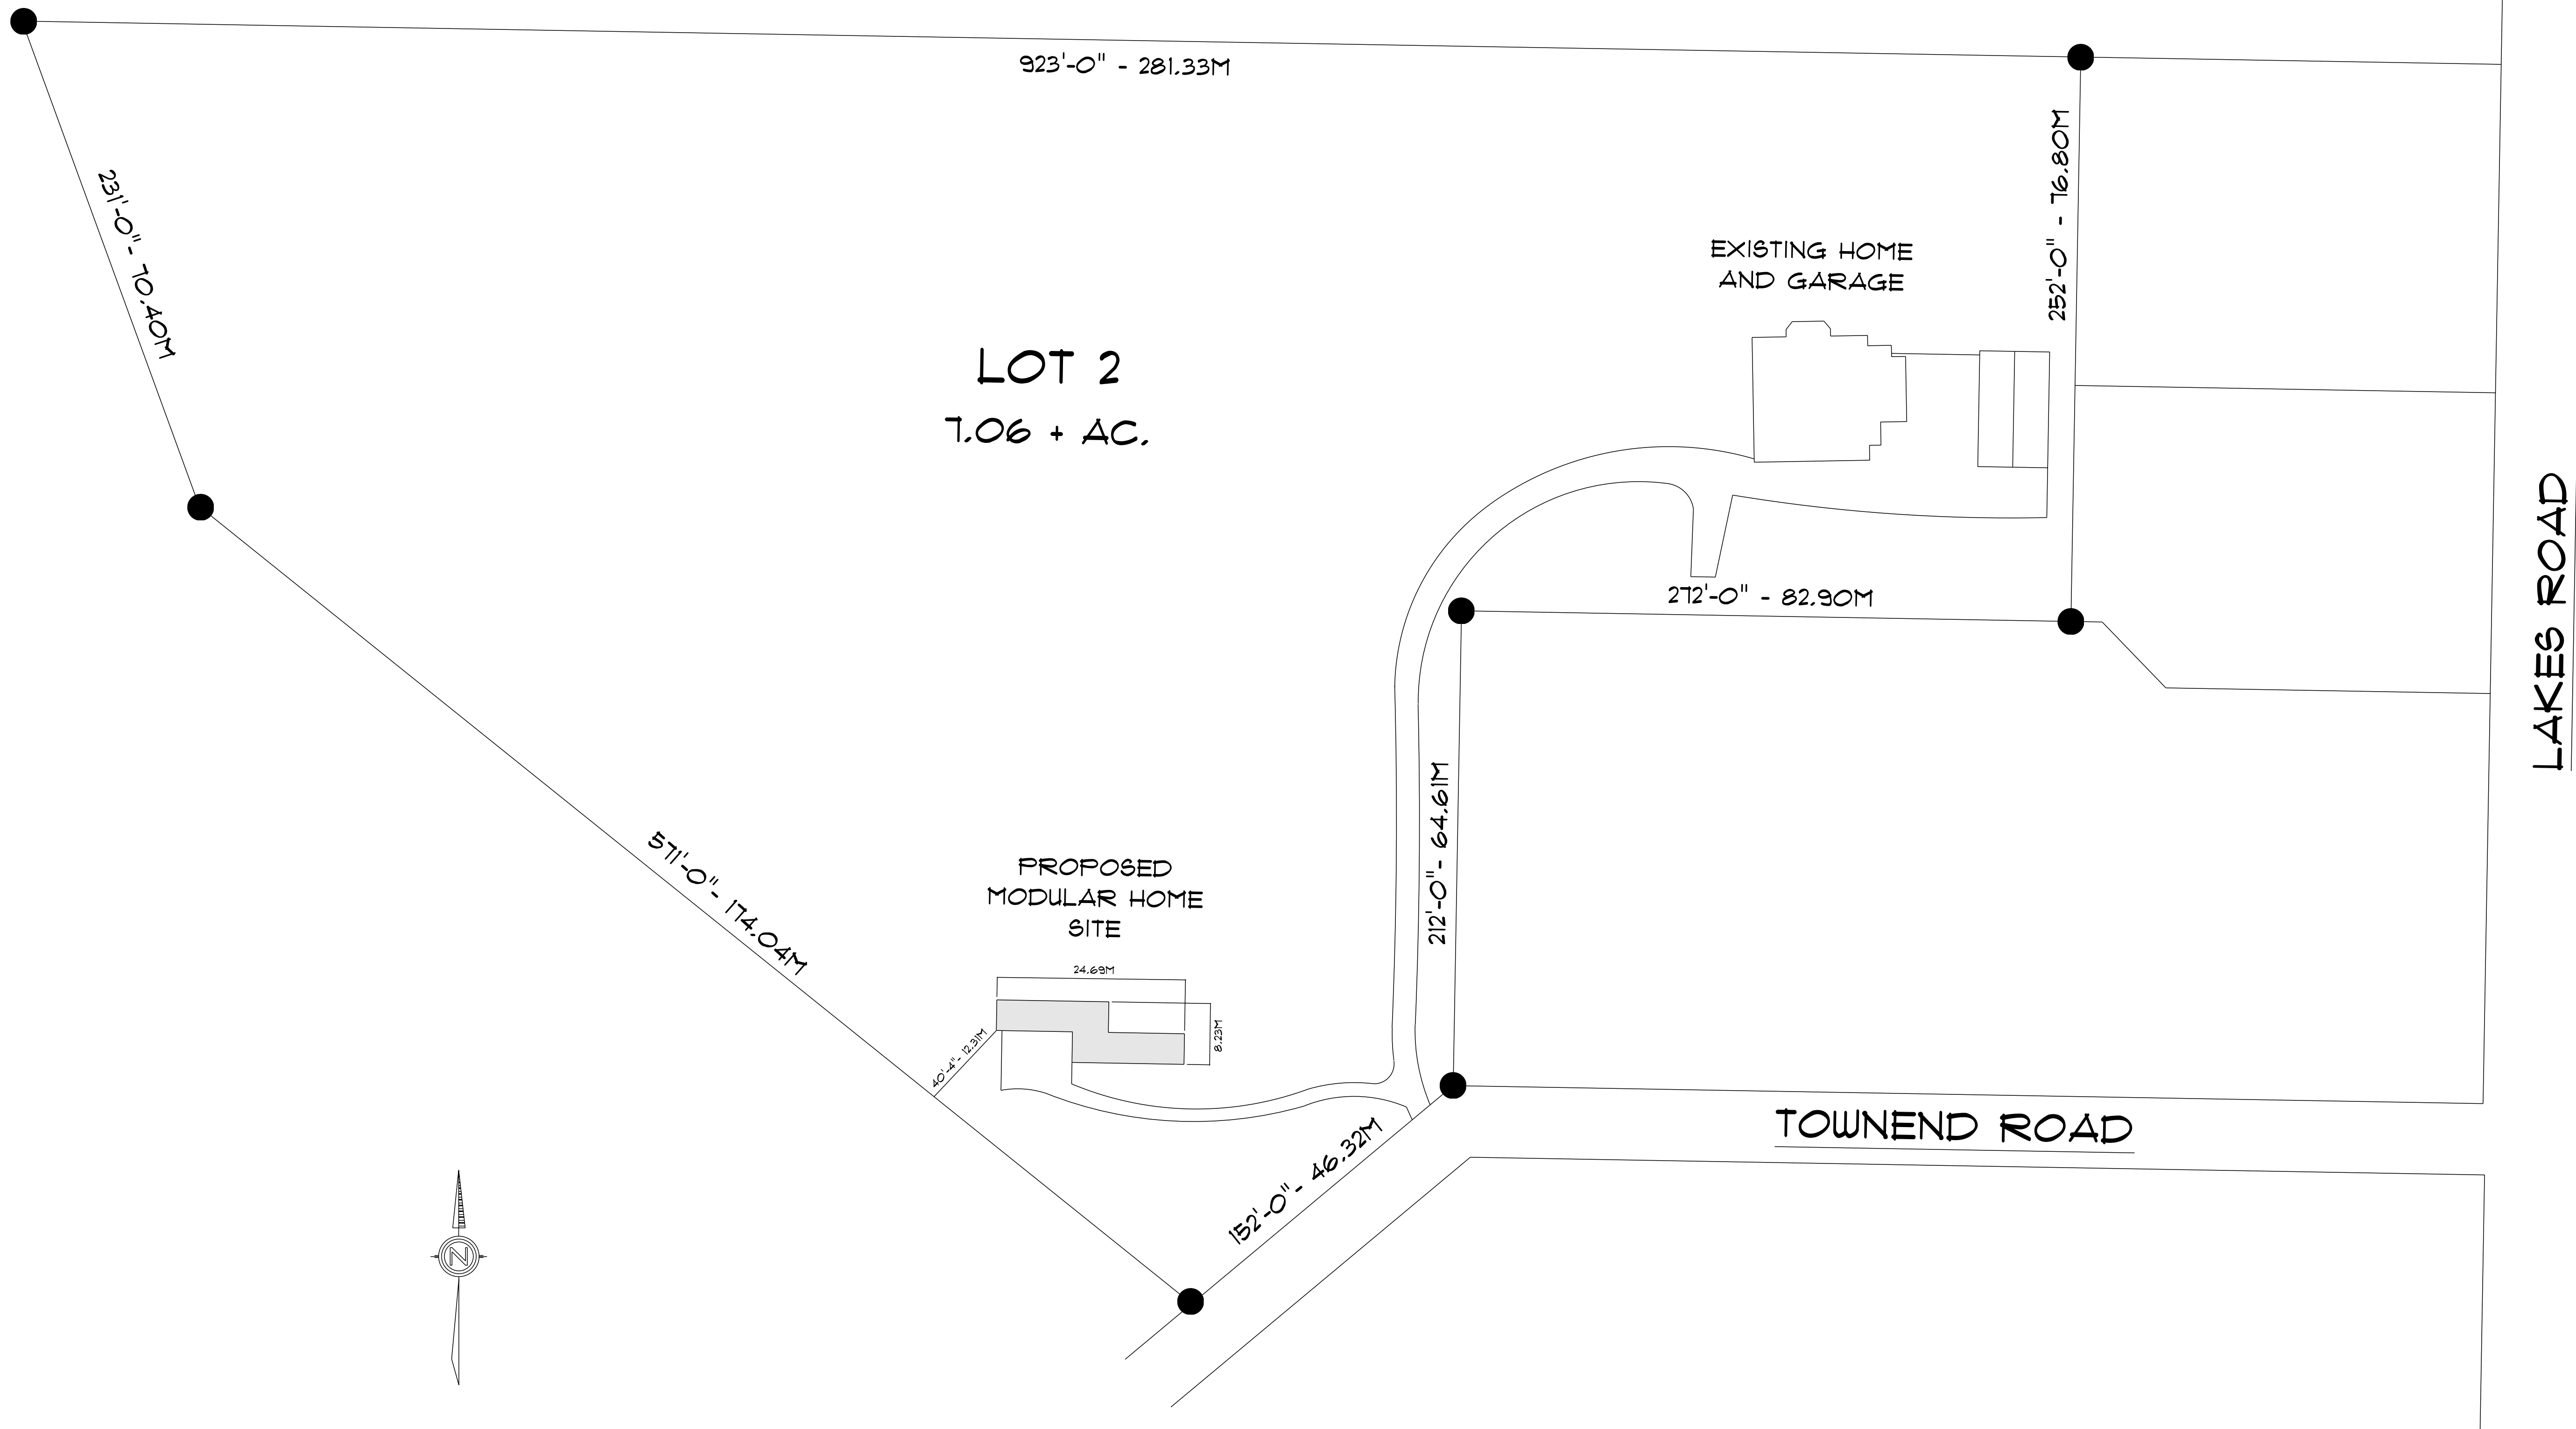 923'-0" - 281.33M
231'-0"- 70.40M
252'-0" - 76.80M
EXISTING HOME
AND GARAGE
LOT 2
7.06 + AC.
LAKES ROAD
272'-0" - 82.90M
212'-0"- 64.61M
571'-0"- 174.04M
PROPOSED
MODULAR HOME
SITE
24.69M
8.23M
40'-4"- 12.31M
TOWNEND ROAD
152'-0"- 46.32M
N